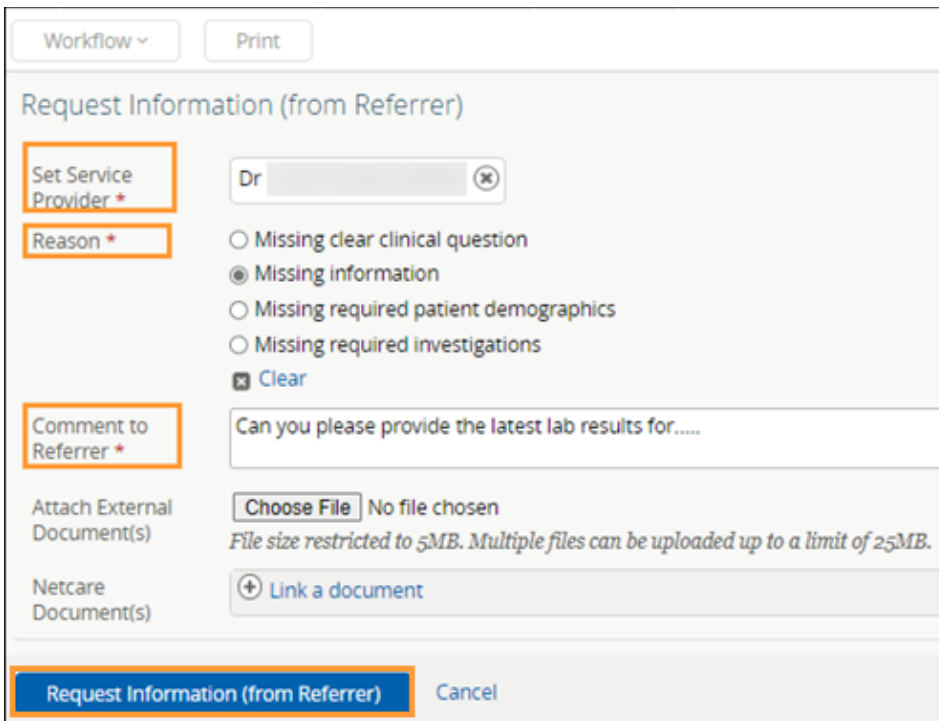 Workflow Print
Request Information (from Referrer)
Set Service
Provider *
Dr
Reason *
Missing clear clinical question
Missing information
Missing required patient demographics
Missing required investigations
Clear
Comment to
Referrer *
Can you please provide the latest lab results for.....
Attach External
Document(s)
Choose File No file chosen
File size restricted to 5MB. Multiple files can be uploaded up to a limit of 25MB.
Netcare
Document(s)
Link a document
Request Information (from Referrer) Cancel